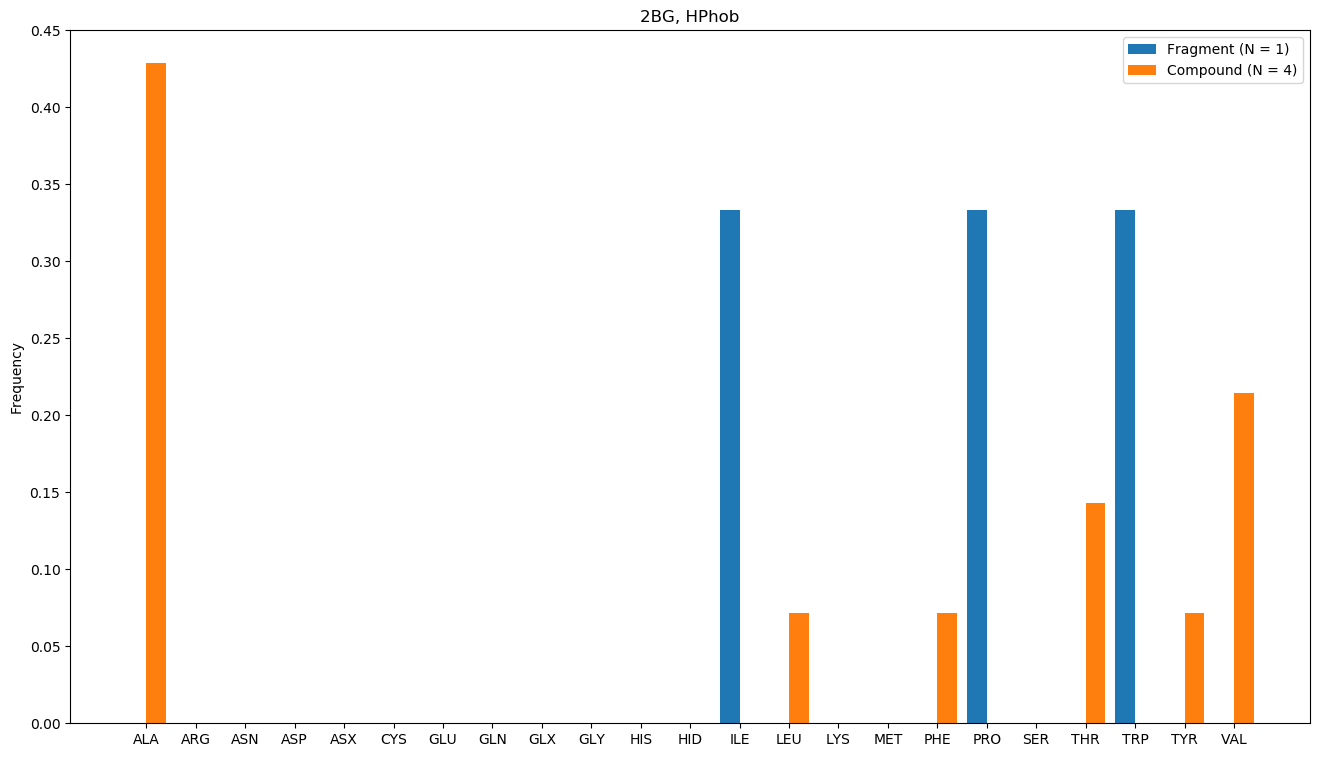 2BG, HPhob
Fragment (N = 1)
Compound (N = 4)
Frequency
0.45
0.40
0.35
0.30
0.25
0.20
0.15
0.10
0.05
0.00
ALA ARG ASN ASP ASX CYS GLU GLN GLX GLY HIS HID ILE LEU LYS MET PHE PRO SER THR TRP TYR VAL